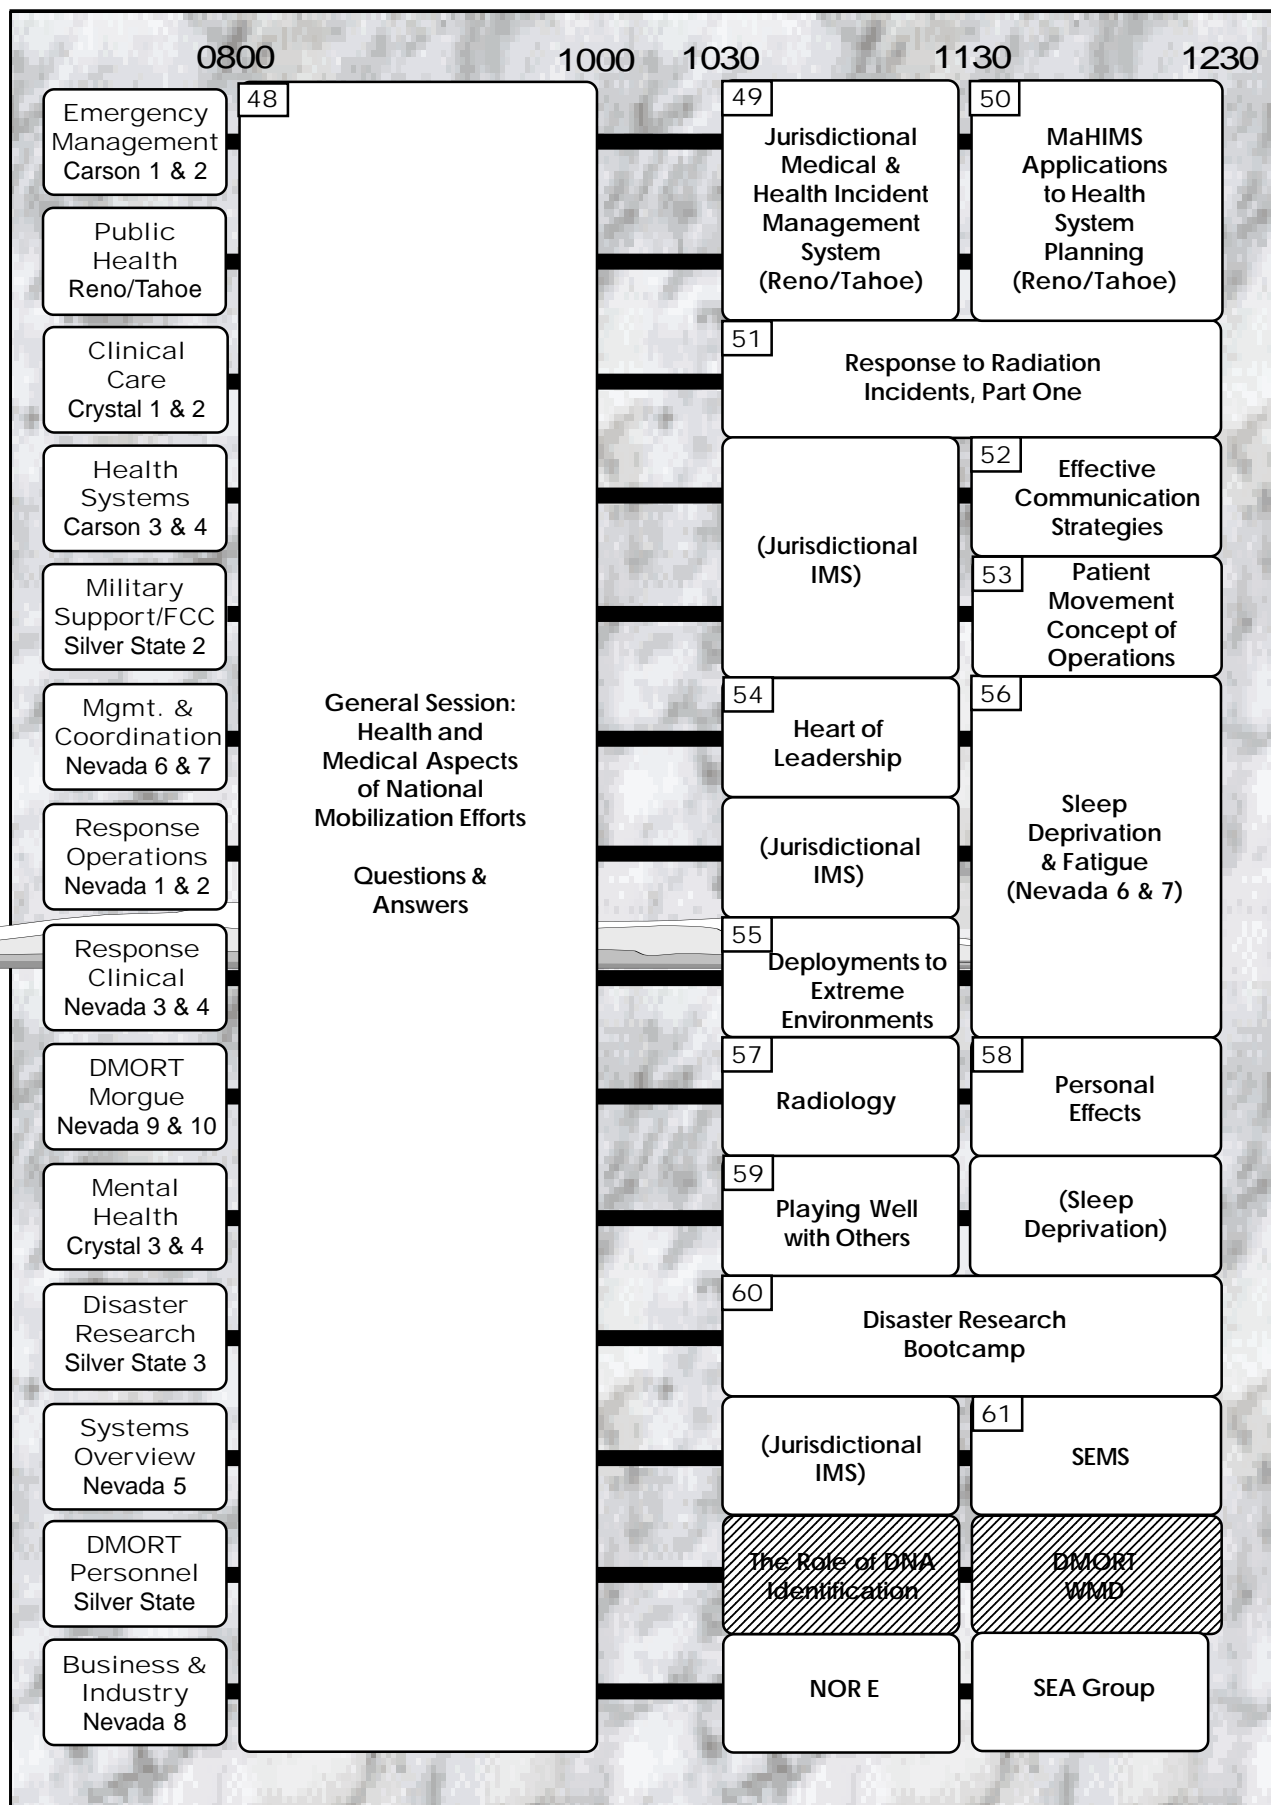 0800
1000
1030
1130
1230
Emergency
Management
Carson 1 & 2
Public
Health
Reno/Tahoe
Clinical
Care
Crystal 1 & 2
Health
Systems
Carson 3 & 4
Military
Support/FCC
Silver State 2
Mgmt. &
Coordination
Nevada 6 & 7
Response
Operations
Nevada 1 & 2
Response
Clinical
Nevada 3 & 4
DMORT
Morgue
Nevada 9 & 10
Mental
Health
Crystal 3 & 4
Disaster
Research
Silver State 3
Systems
Overview
Nevada 5
DMORT
Personnel
Silver State
Business &
Industry
Nevada 8
48
General Session:
Health and
Medical Aspects
of National
Mobilization Efforts
Questions &
Answers
49
Jurisdictional
Medical &
Health Incident
Management
System
(Reno/Tahoe)
50
MaHIMS
Applications
to Health
System
Planning
(Reno/Tahoe)
51
Response to Radiation
Incidents, Part One
(Jurisdictional
IMS)
52
Effective
Communication
Strategies
53
Patient
Movement
Concept of
Operations
54
Heart of
Leadership
56
Sleep
Deprivation
& Fatigue
(Nevada 6 & 7)
(Jurisdictional
IMS)
55
Deployments to
Extreme
Environments
57
Radiology
58
Personal
Effects
59
Playing Well
with Others
(Sleep
Deprivation)
60
Disaster Research
Bootcamp
(Jurisdictional
IMS)
61
SEMS
The Role of DNA
Identification
DMORT
WMD
NOR E
SEA Group